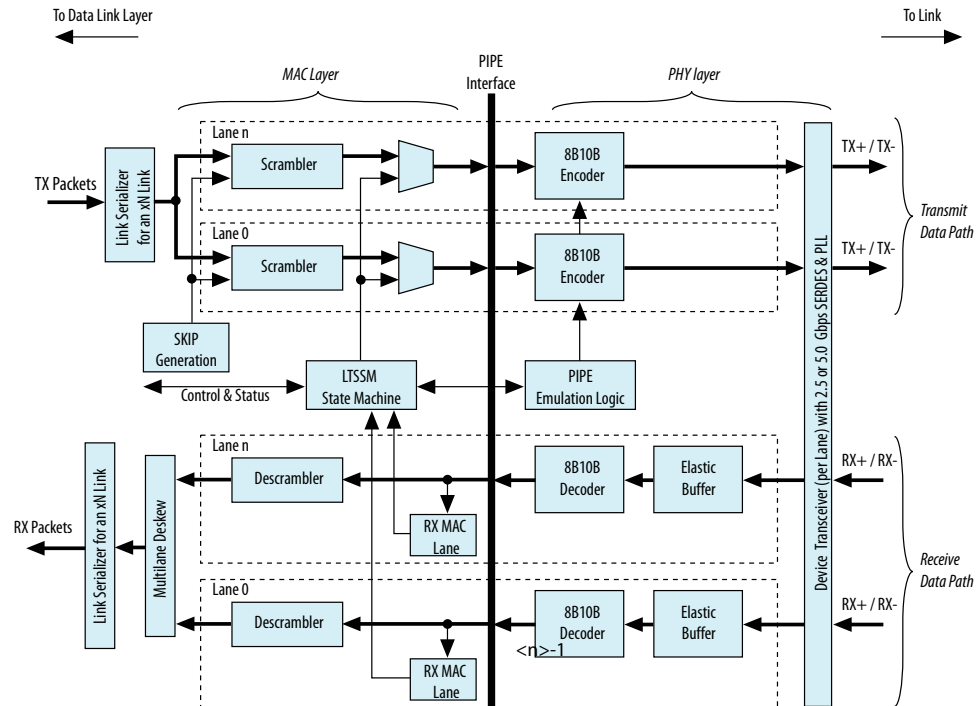 To Data Link Layer
To Link
MAC Layer
PIPE
Interface
PHY layer
Lane n
Scrambler
8B10B
Encoder
TX+ / TX-
TX Packets
Link Serializer
for an xN Link
Transmit
Data Path
Lane 0
Scrambler
8B10B
Encoder
TX+ / TX-
Device Transceiver (per Lane) with 2.5 or 5.0 Gbps SERDES & PLL
SKIP
Generation
Control & Status
LTSSM
State Machine
PIPE
Emulation Logic
Lane n
Descrambler
8B10B
Decoder
Elastic
Buffer
RX+ / RX-
RX MAC
Lane
RX Packets
Link Serializer for an xN Link
Multilane Deskew
Receive
Data Path
Lane 0
Descrambler
8B10B
Decoder
Elastic
Buffer
RX+ / RX-
<n>-1
RX MAC
Lane